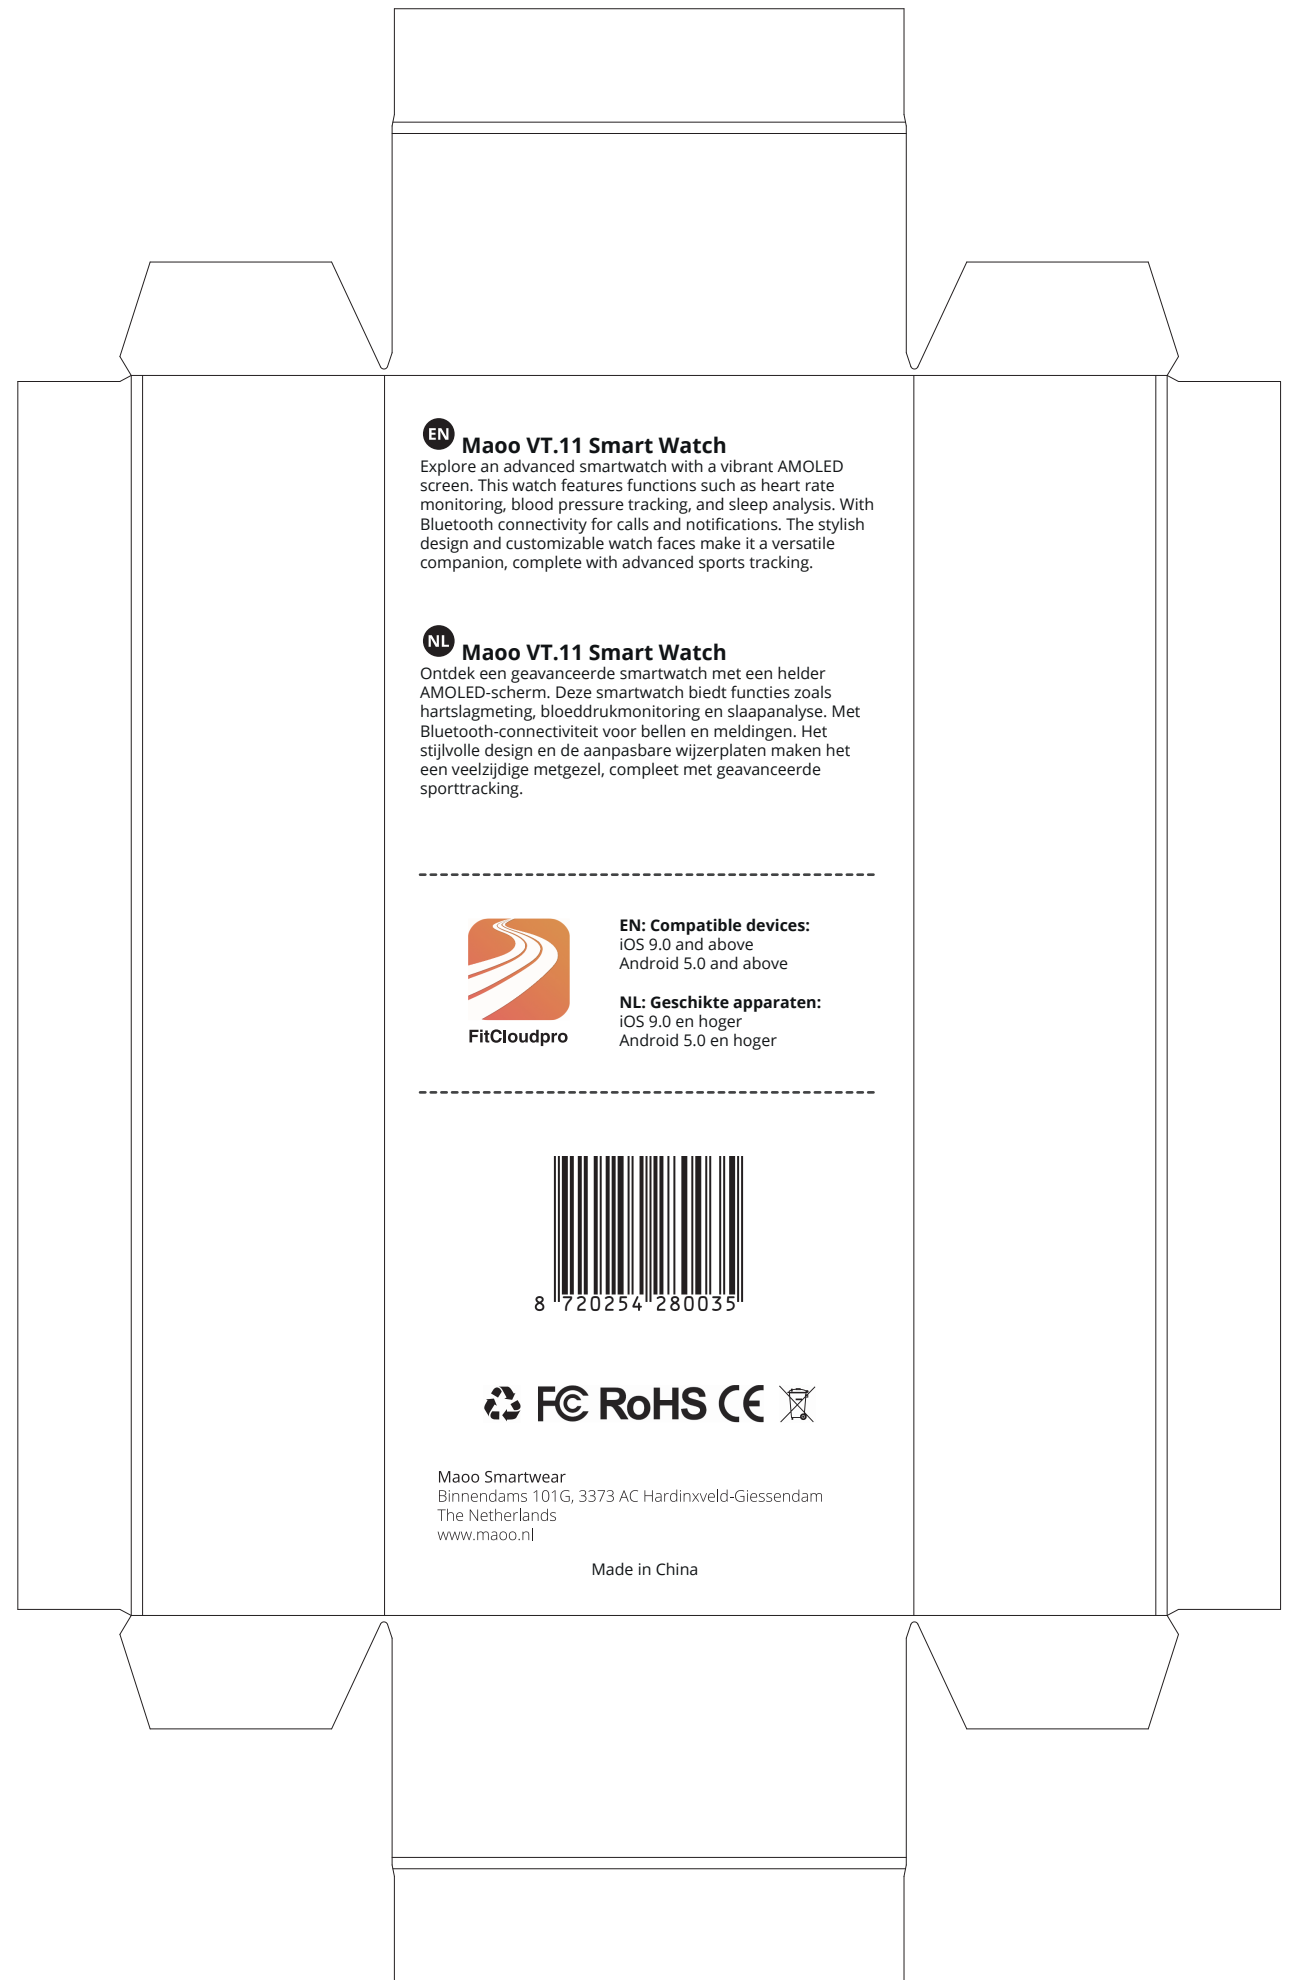 EN Maoo VT.11 Smart Watch
Explore an advanced smartwatch with a vibrant AMOLED
screen. This watch features functions such as heart rate
monitoring, blood pressure tracking, and sleep analysis. With
Bluetooth connectivity for calls and notifications. The stylish
design and customizable watch faces make it a versatile
companion, complete with advanced sports tracking.
NL Maoo VT.11 Smart Watch
Ontdek een geavanceerde smartwatch met een helder
AMOLED-scherm. Deze smartwatch biedt functies zoals
hartslagmeting, bloeddrukmonitoring en slaapanalyse. Met
Bluetooth-connectiviteit voor bellen en meldingen. Het
stijlvolle design en de aanpasbare wijzerplaten maken het
een veelzijdige metgezel, compleet met geavanceerde
sporttracking.
FitCloudpro
EN: Compatible devices:
iOS 9.0 and above
Android 5.0 and above
NL: Geschikte apparaten:
iOS 9.0 en hoger
Android 5.0 en hoger
8 720254 280035
FC RoHS CE
Maoo Smartwear
Binnendams 101G, 3373 AC Hardinxveld-Giessendam
The Netherlands
www.maoo.nl
Made in China